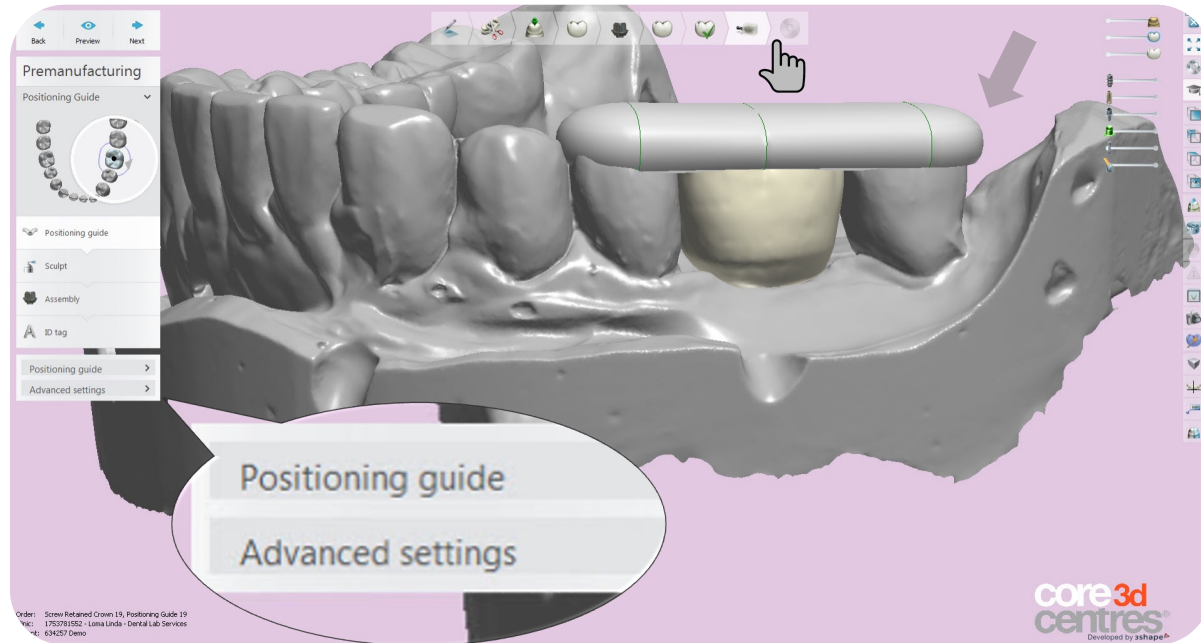 Back Preview Next
Premanufacturing
Positioning Guide
Positioning guide
Sculpt
Assembly
ID tag
Positioning guide
Advanced settings
Positioning guide
Advanced settings
Order: Screw Retained Crown 19, Positioning Guide 19
1753781552 - Loma Linda - Dental Lab Services
634257 Demo
core3d
centres®
Developed by 3shape